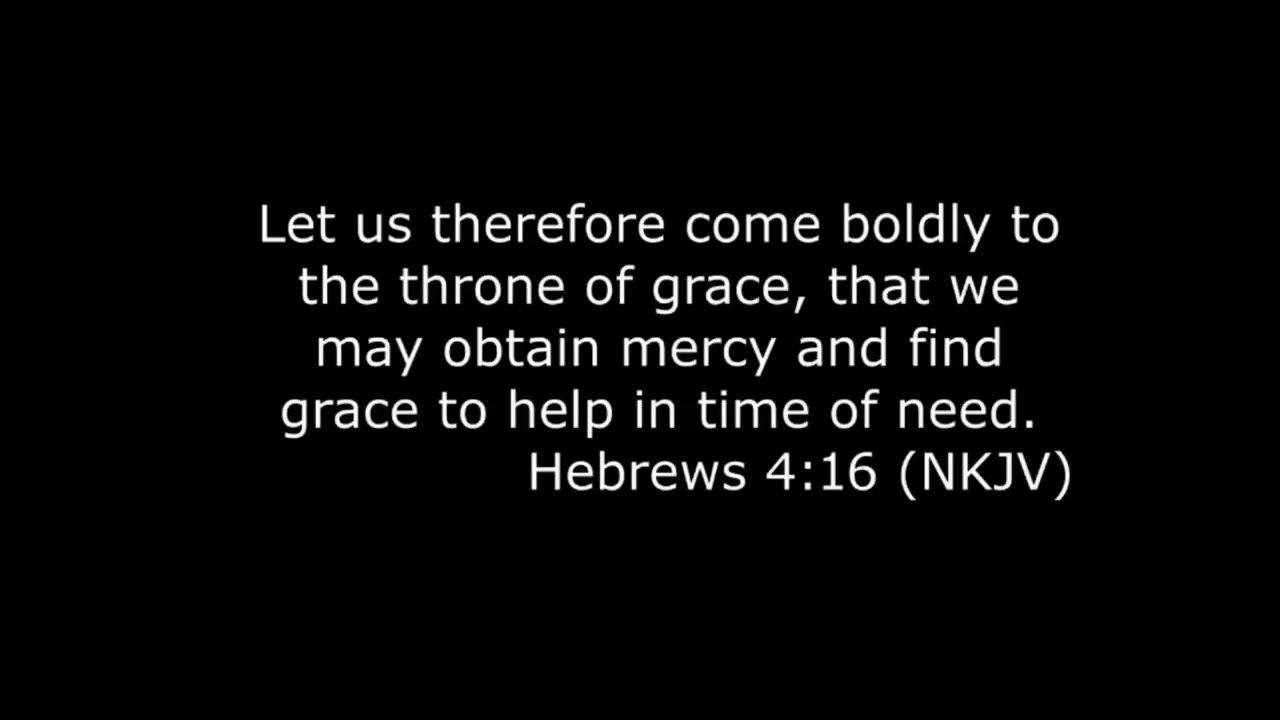 Let us therefore come boldly to
the throne of grace, that we
may obtain mercy and find
grace to help in time of need.
Hebrews 4:16 (NKJV)